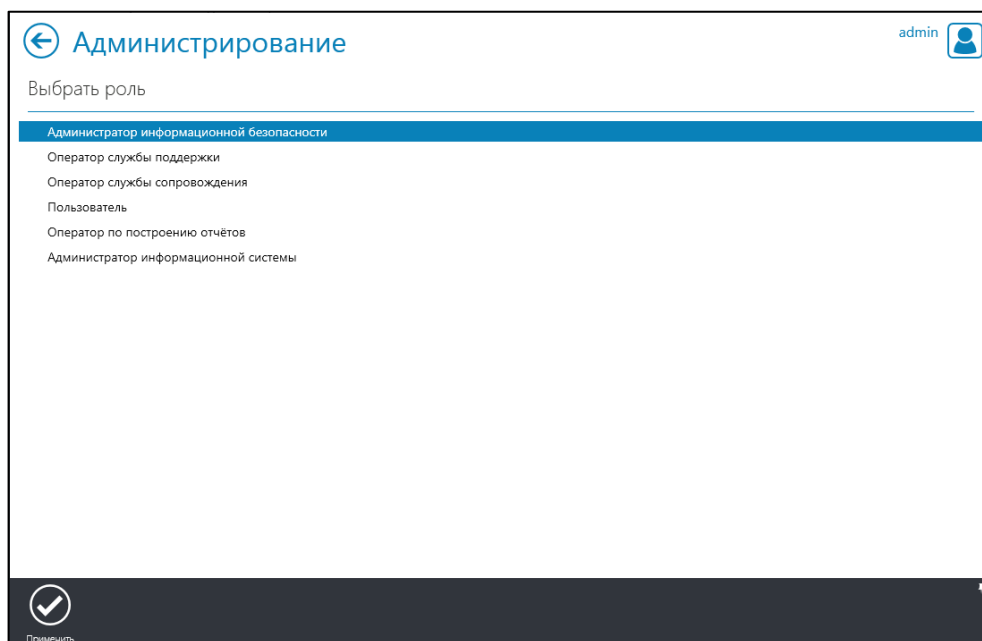 Администрирование
admin
Выбрать роль
Администратор информационной безопасности
Оператор службы поддержки
Оператор службы сопровождения
Пользователь
Оператор по построению отчётов
Администратор информационной системы
Применить